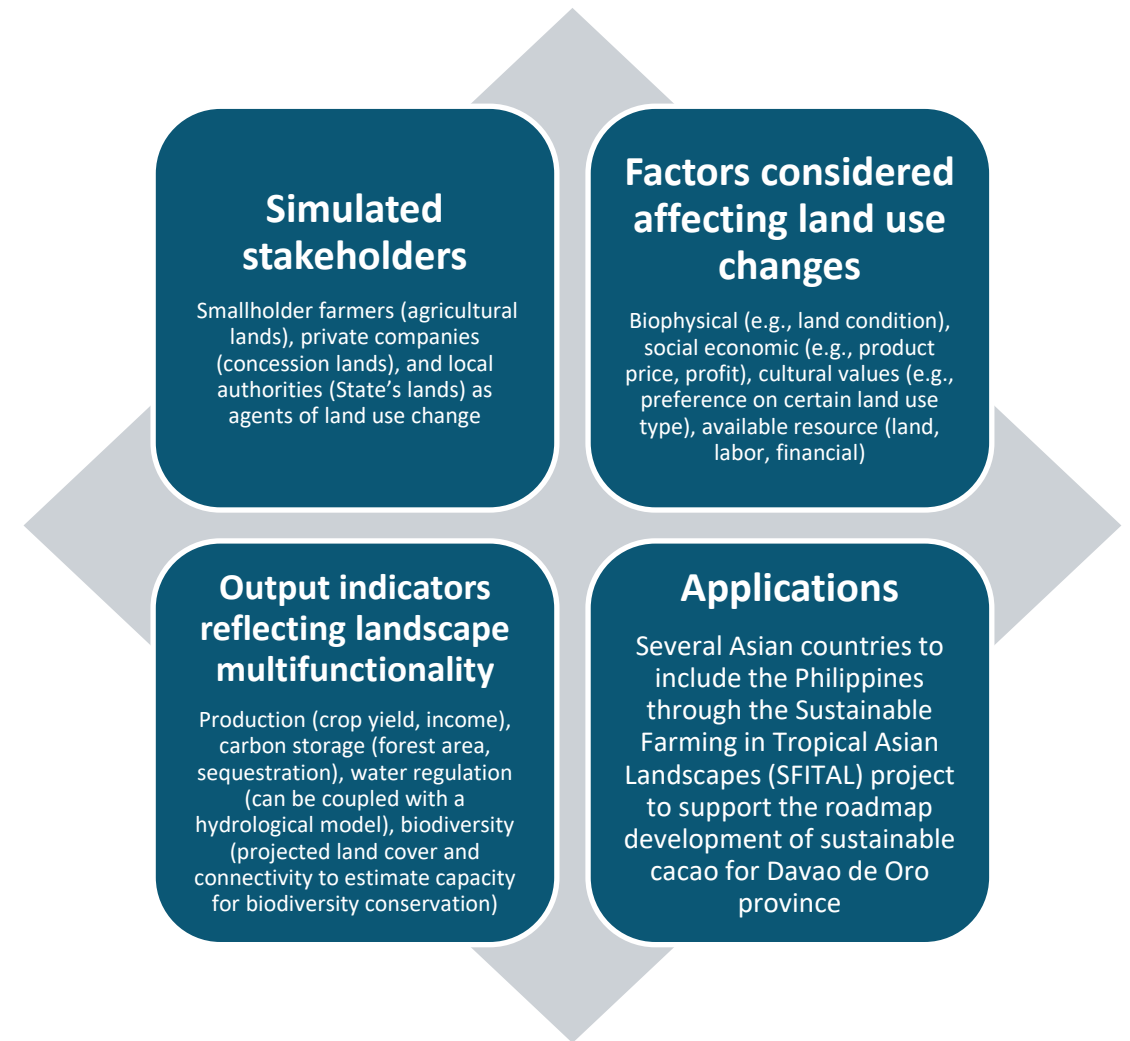 Simulated
stakeholders
Smallholder farmers (agricultural
lands), private companies
(concession lands), and local
authorities (State’s lands) as
agents of land use change
Factors considered
affecting land use
changes
Biophysical (e.g., land condition),
social economic (e.g., product
price, profit), cultural values (e.g.,
preference on certain land use
type), available resource (land,
labor, financial)
Output indicators
reflecting landscape
multifunctionality
Production (crop yield, income),
carbon storage (forest area,
sequestration), water regulation
(can be coupled with a
hydrological model), biodiversity
(projected land cover and
connectivity to estimate capacity
for biodiversity conservation)
Applications
Several Asian countries to
include the Philippines
through the Sustainable
Farming in Tropical Asian
Landscapes (SFITAL) project
to support the roadmap
development of sustainable
cacao for Davao de Oro
province